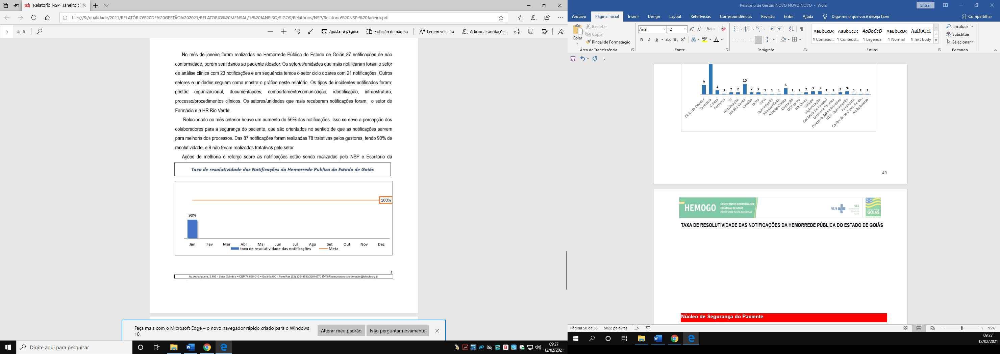 Relatorio NSP- Janeiro.p
file:///S:/qualidade/2021/RELATÓRIO%20DE%20GESTÃO%202021/RELATORIO%20MENSAL/1.%20JANEIRO/SIGOS/Relatórios/NSP/Relatorio%20NSP-%20Janeiro.pdf
5 de 6
Ajustar à página
Exibição de página
Ler em voz alta
Adicionar anotações
No mês de janeiro foram realizadas na Hemorrede Pública do Estado de Goiás 87 notificações de não
conformidade, porém sem danos ao paciente /doador. Os setores/unidades que mais notificaram foram o setor
de análise clínica com 23 notificações e em sequência temos o setor ciclo doares com 21 notificações. Outros
setores e unidades seguem como mostra o gráfico neste relatório. Os tipos de incidentes notificados foram:
gestão organizacional, documentações, comportamento/comunicação, identificação, infraestrutura,
processo/procedimentos clínicos. Os setores/unidades que mais receberam notificações foram: o setor de
Farmácia e a HR Rio Verde.
Relacionado ao mês anterior houve um aumento de 56% das notificações. Isso se deve a percepção dos
colaboradores para a segurança do paciente, que são orientados no sentido de que as notificações servem
para melhoria dos processos. Das 87 notificações foram realizadas 78 tratativas pelos gestores, tendo 90% de
resolutividade, e 9 não foram realizadas tratativas pelo setor.
Ações de melhoria e reforço sobre as notificações estão sendo realizadas pelo NSP e Escritório da
Taxa de resolutividade das Notificações da Hemorrede Publica do Estado de Goiás
100%
90%
Jan Fev Mar Abr Mai Jun Jul Ago Set Out Nov Dez
taxa de resolutividade das notificações Meta
5
Av. Anhanguera, 5.195 - Setor Coimbra – CEP 74.535-010 – Goiânia/GO - Fone/Fax (62) 32014580/32014570 E-mail:hemocentro.coordenador@idtech.org.br
Faça mais com o Microsoft Edge – o novo navegador rápido criado para o Windows
10.
Alterar meu padrão
Não perguntar novamente
Digite aqui para pesquisar
09:27
12/02/2021
Relatório de Gestão NOVO NOVO NOVO - Word
Entrar
Arquivo Página Inicial Inserir Design Layout Referências Correspondências Revisão Exibir Ajuda Diga-me o que você deseja fazer Compartilhar
Colar
Recortar
Copiar
Pincel de Formatação
Área de Transferência
Arial 12
N I S abc x₂ x²
Fonte
Parágrafo
AaBbCcDc AaBbCcDc AaBbCcD AaBbCcDc AaBbCcI
¶ Conteúd... ¶ Conteúd... ¶ Legenda ¶ Normal ¶ Text body
Estilos
Localizar
Substituir
Selecionar
Editando
9 4 1 2 2 10 2 2 1 1 1 6 1 1 2 3 3 1 1 2 3 1 1 1
Ciclo do Doador
Farmácia
Coleta
Formosa
TI
Distribuição
HR Rio Verde
Catalão
Iporá
CIPA
Quirinópolis
Almoxarifado
Análise Clínica
Captação
UCT-Iporá
HR Ceres
Galope
Higienização
Gerência de Pessoal
Diretoria Técnica
Diretoria Administrativa
UCT- Quirinopolis
Porangatu
Gerência de Controle de...
Ambulatório
49
HEMOGO
HEMOCENTRO COORDENADOR
ESTADUAL DE GOIÁS
PROFESSOR NION ALBERNAZ
SUS
SES
Secretaria de
Estado da
Saúde
GOIÁS
TAXA DE RESOLUTIVIDADE DAS NOTIFICAÇÕES DA HEMORREDE PÚBLICA DO ESTADO DE GOIÁS
Núcleo de Segurança do Paciente
Página 50 de 55 5022 palavras
95%
09:27
12/02/2021